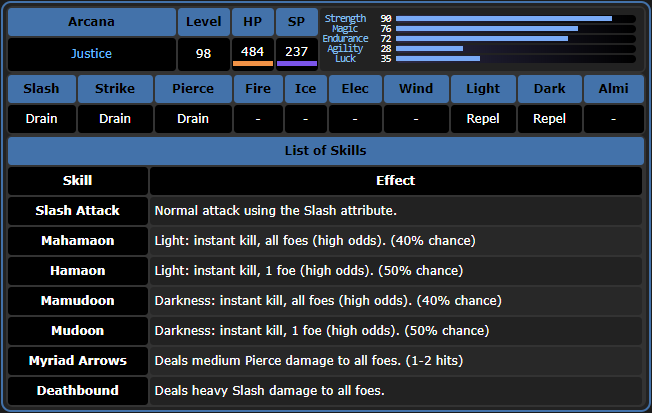 Arcana Level HP SP
Justice 98 484 237
Strength 90
Magic 76
Endurance 72
Agility 28
Luck 35
Slash Strike Pierce Fire Ice Elec Wind Light Dark Almi
Drain Drain Drain - - - - Repel Repel -
List of Skills
Skill Effect
Slash Attack Normal attack using the Slash attribute.
Mahamaon Light: instant kill, all foes (high odds). (40% chance)
Hamaon Light: instant kill, 1 foe (high odds). (50% chance)
Mamudoon Darkness: instant kill, all foes (high odds). (40% chance)
Mudoon Darkness: instant kill, 1 foe (high odds). (50% chance)
Myriad Arrows Deals medium Pierce damage to all foes. (1-2 hits)
Deathbound Deals heavy Slash damage to all foes.